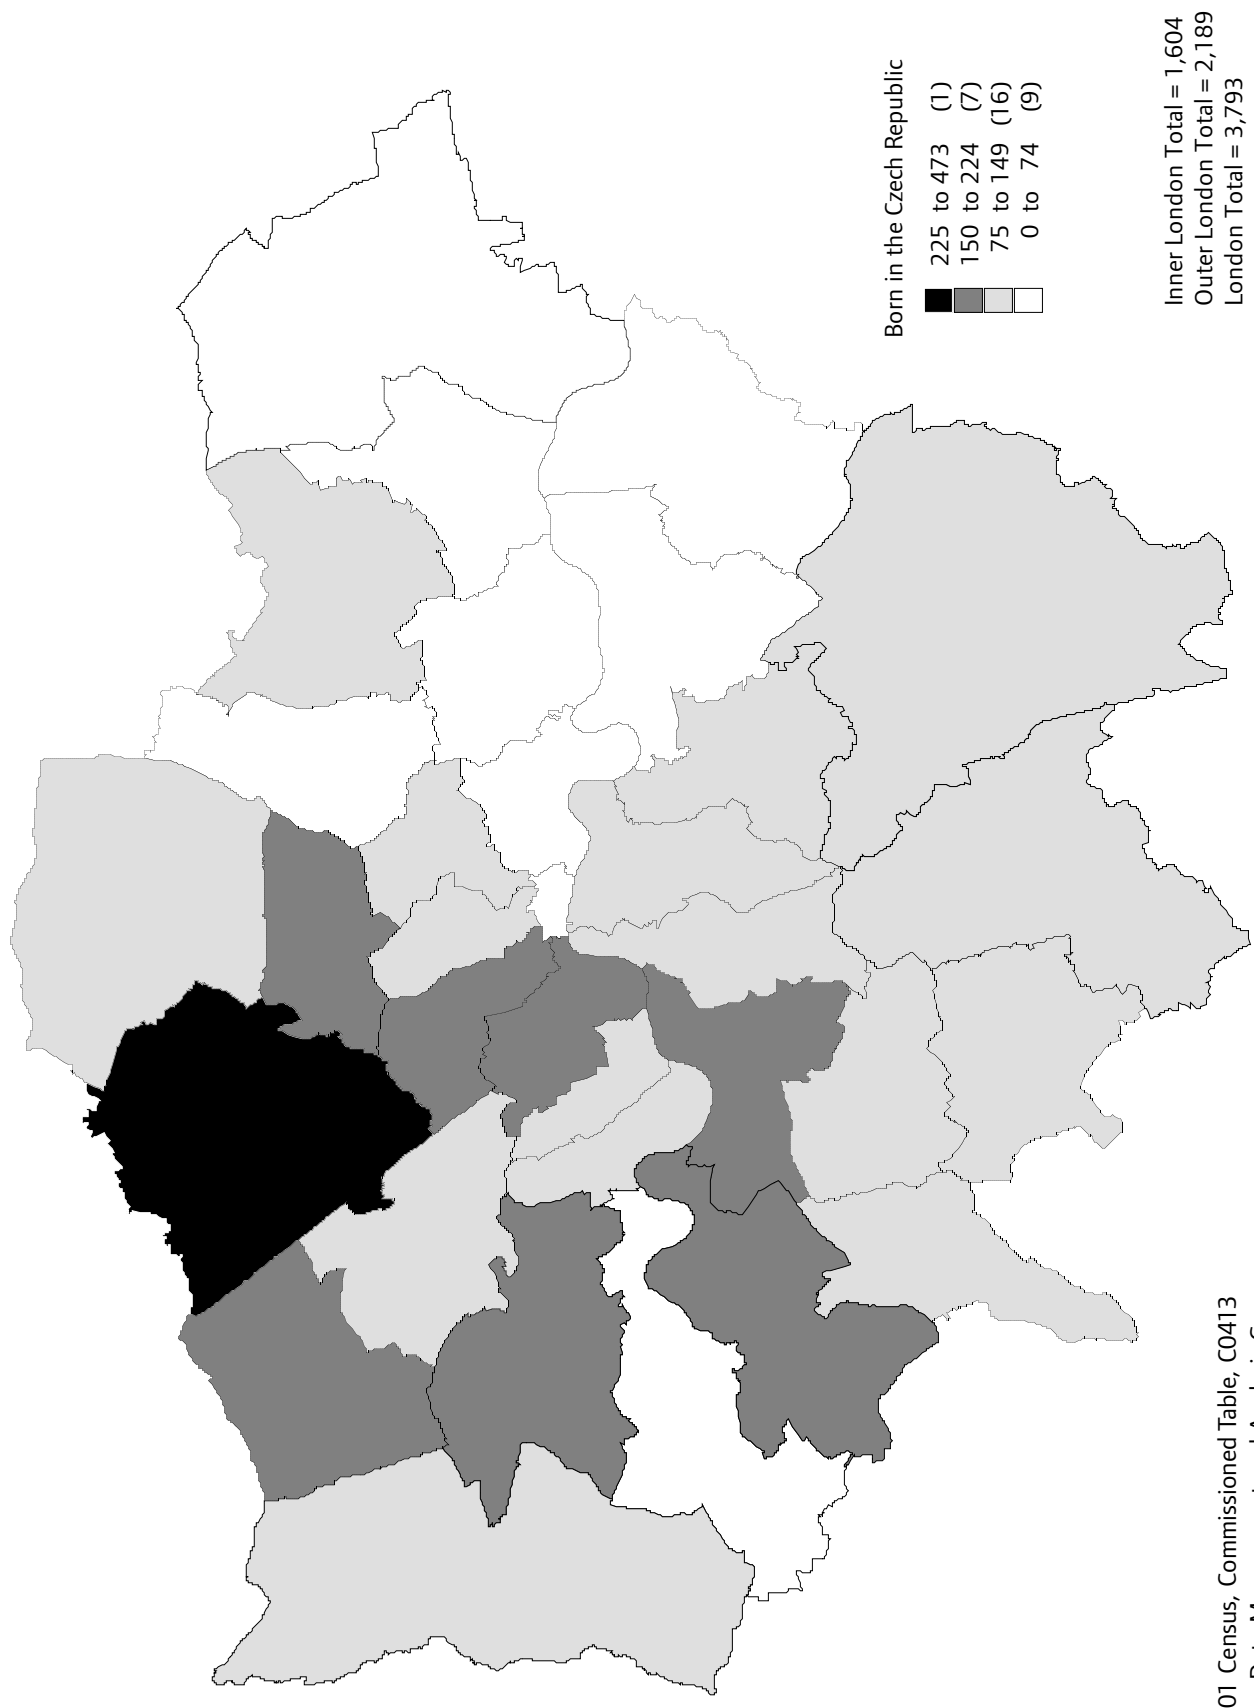 Born in the Czech Republic
225 to 473 (1)
150 to 224 (7)
75 to 149 (16)
0 to 74 (9)
Inner London Total = 1,604
Outer London Total = 2,189
London Total = 3,793
01 Census, Commissioned Table, C0413